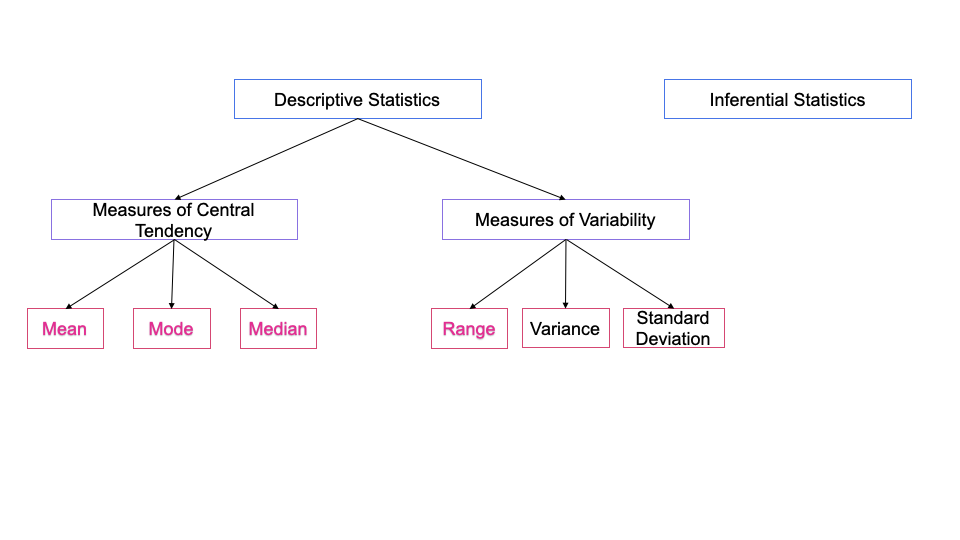 Descriptive Statistics
Inferential Statistics
Measures of Central
Tendency
Measures of Variability
Mean
Mode
Median
Range
Variance
Standard
Deviation